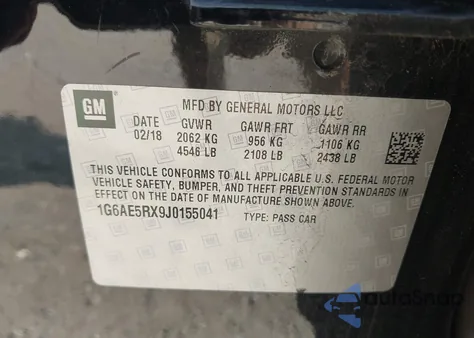 GM
MFD BY GENERAL MOTORS LLC
DATE GVWR GAWR FRT GAWR RR
02/18 2062 KG 956 KG 1106 KG
4546 LB 2108 LB 2438 LB
THIS VEHICLE CONFORMS TO ALL APPLICABLE U.S. FEDERAL MOTOR
VEHICLE SAFETY, BUMPER, AND THEFT PREVENTION STANDARDS IN
EFFECT ON THE DATE OF MANUFACTURE SHOWN ABOVE.
1G6AE5RX9J0155041 TYPE: PASS CAR
autoSnap